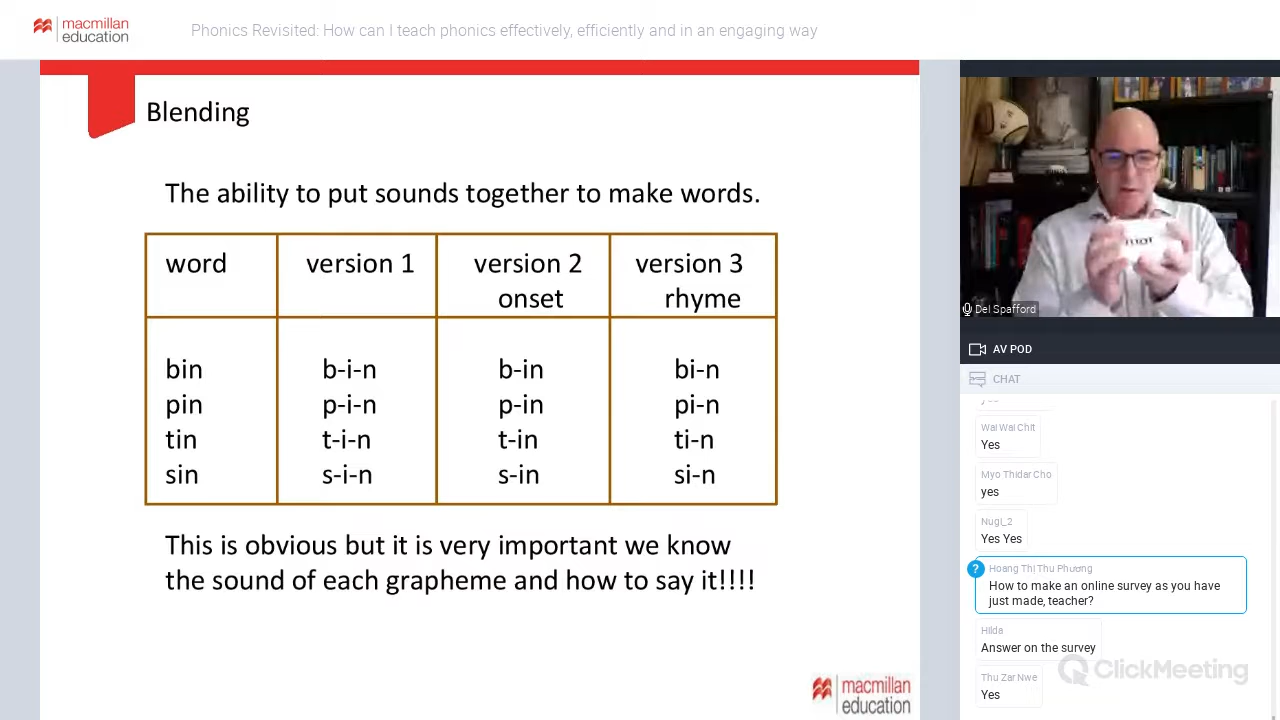 macmillan
education
Phonics Revisited: How can I teach phonics effectively, efficiently and in an engaging way
Blending
The ability to put sounds together to make words.
word version 1 version 2 version 3
onset rhyme
bin b-i-n b-in bi-n
pin p-i-n p-in pi-n
tin t-i-n t-in ti-n
sin s-i-n s-in si-n
This is obvious but it is very important we know
the sound of each grapheme and how to say it!!!!
macmillan
education
Del Spafford
AV POD
CHAT
Wai Wai Chit
Yes
Myo Thidar Cho
yes
Nugl_2
Yes Yes
?
Hoang Thi Thu Phương
How to make an online survey as you have
just made, teacher?
Hilda
Answer on the survey
ClickMeeting
Thu Zar Nwe
Yes